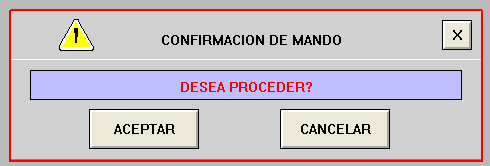 CONFIRMACION DE MANDO
X
DESEA PROCEDER?
ACEPTAR
CANCELAR